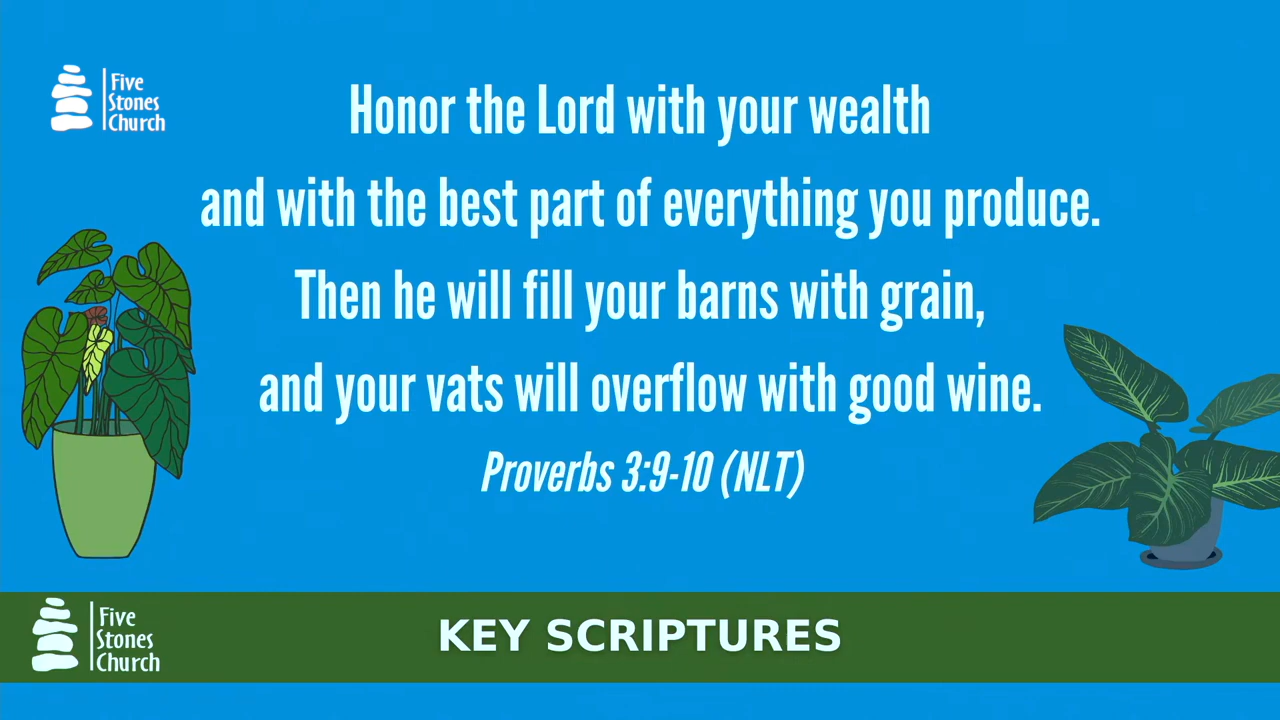 Five
Stones
Church
Honor the Lord with your wealth
and with the best part of everything you produce.
Then he will fill your barns with grain,
and your vats will overflow with good wine.
Proverbs 3:9-10 (NLT)
Five
Stones
Church
KEY SCRIPTURES